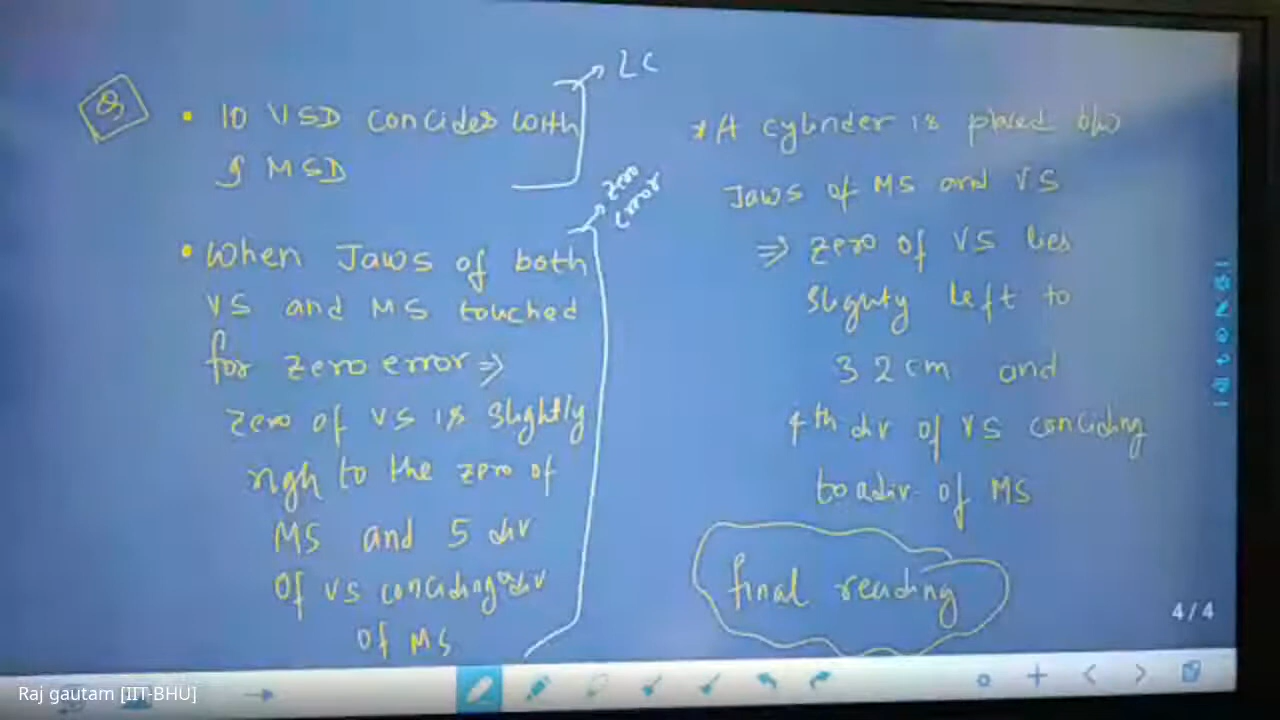 Q
• 10 VSD concides with
9 MSD
LC
• When Jaws of both
VS and MS touched
for zero error ⇒
zero of VS is slightly
righ to the zero of
MS and 5 div
of VS conciding a div
of MS
zero
error
* A cylinder is placed b/w
Jaws of MS and VS
⇒ zero of VS lies
slighty left to
3 2 cm and
4th div of VS conciding
to a div. of MS
final reading
4 / 4
Raj gautam [IIT-BHU]